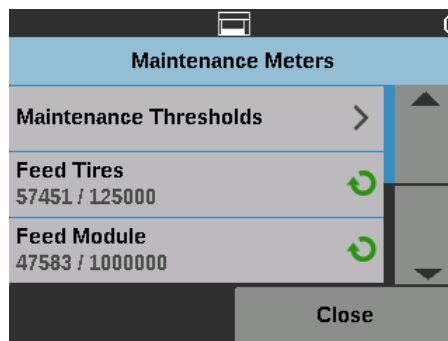 Maintenance Meters
Maintenance Thresholds
Feed Tires
57451 / 125000
Feed Module
47583 / 1000000
Close